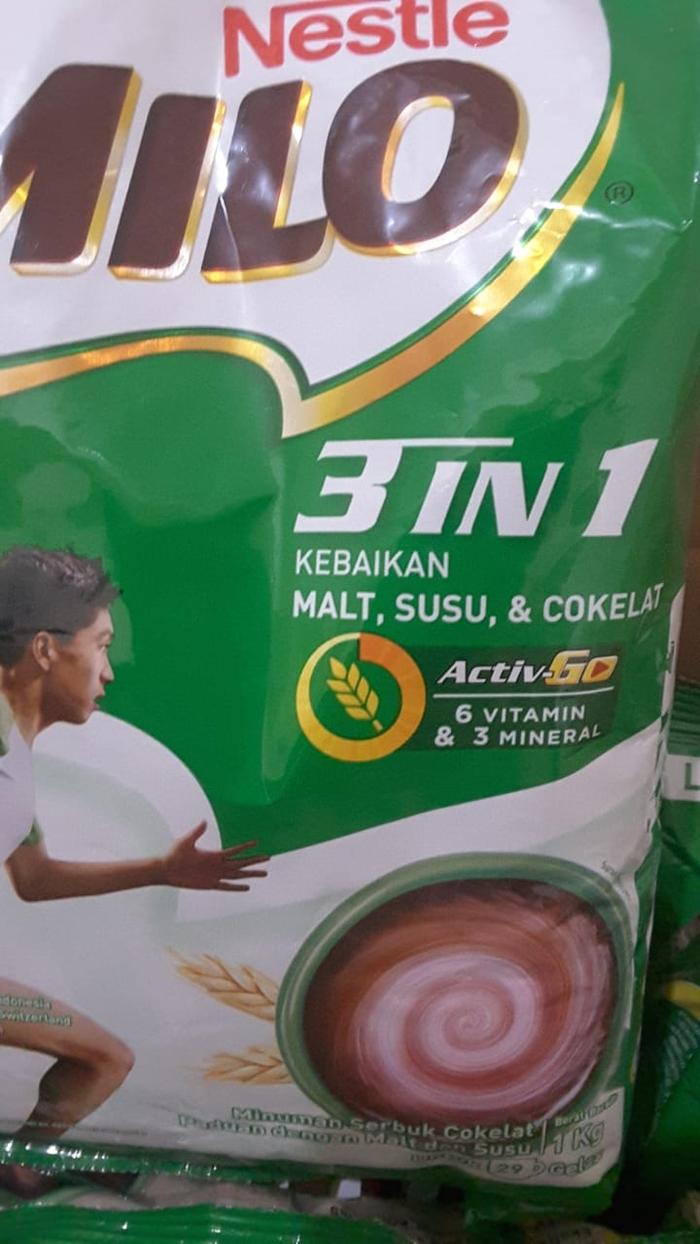 Nestle
MILO
®
3 IN 1
KEBAIKAN
MALT, SUSU, & COKELAT
Activ-Go
6 VITAMIN
& 3 MINERAL
Switzerland
Minuman Serbuk Cokelat
Paduan dengan Malt dan Susu
1 Kg
29
Gelas